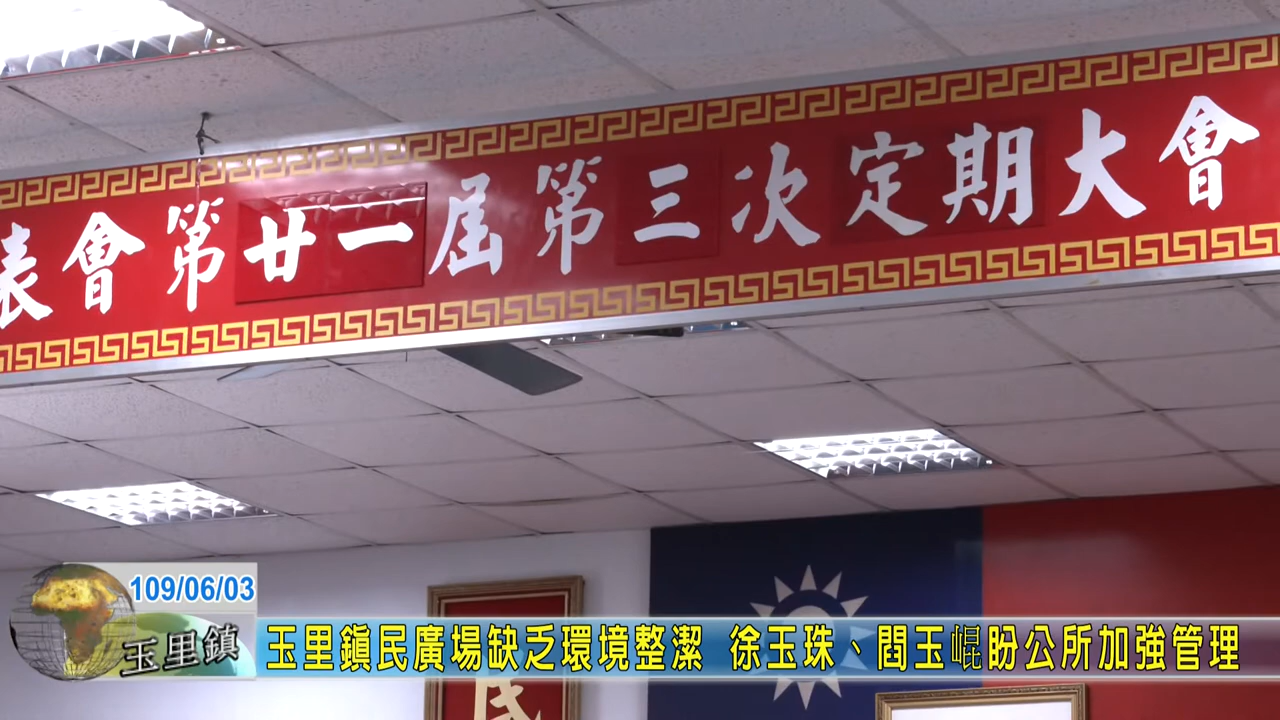 表會第廿一屆第三次定期大會
109/06/03
玉里鎮
玉里鎮民廣場缺乏環境整潔 徐玉珠、閻玉崐盼公所加強管理
民